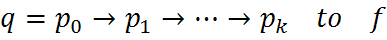 q = p₀ → p₁ → ⋯ → pₖ to f